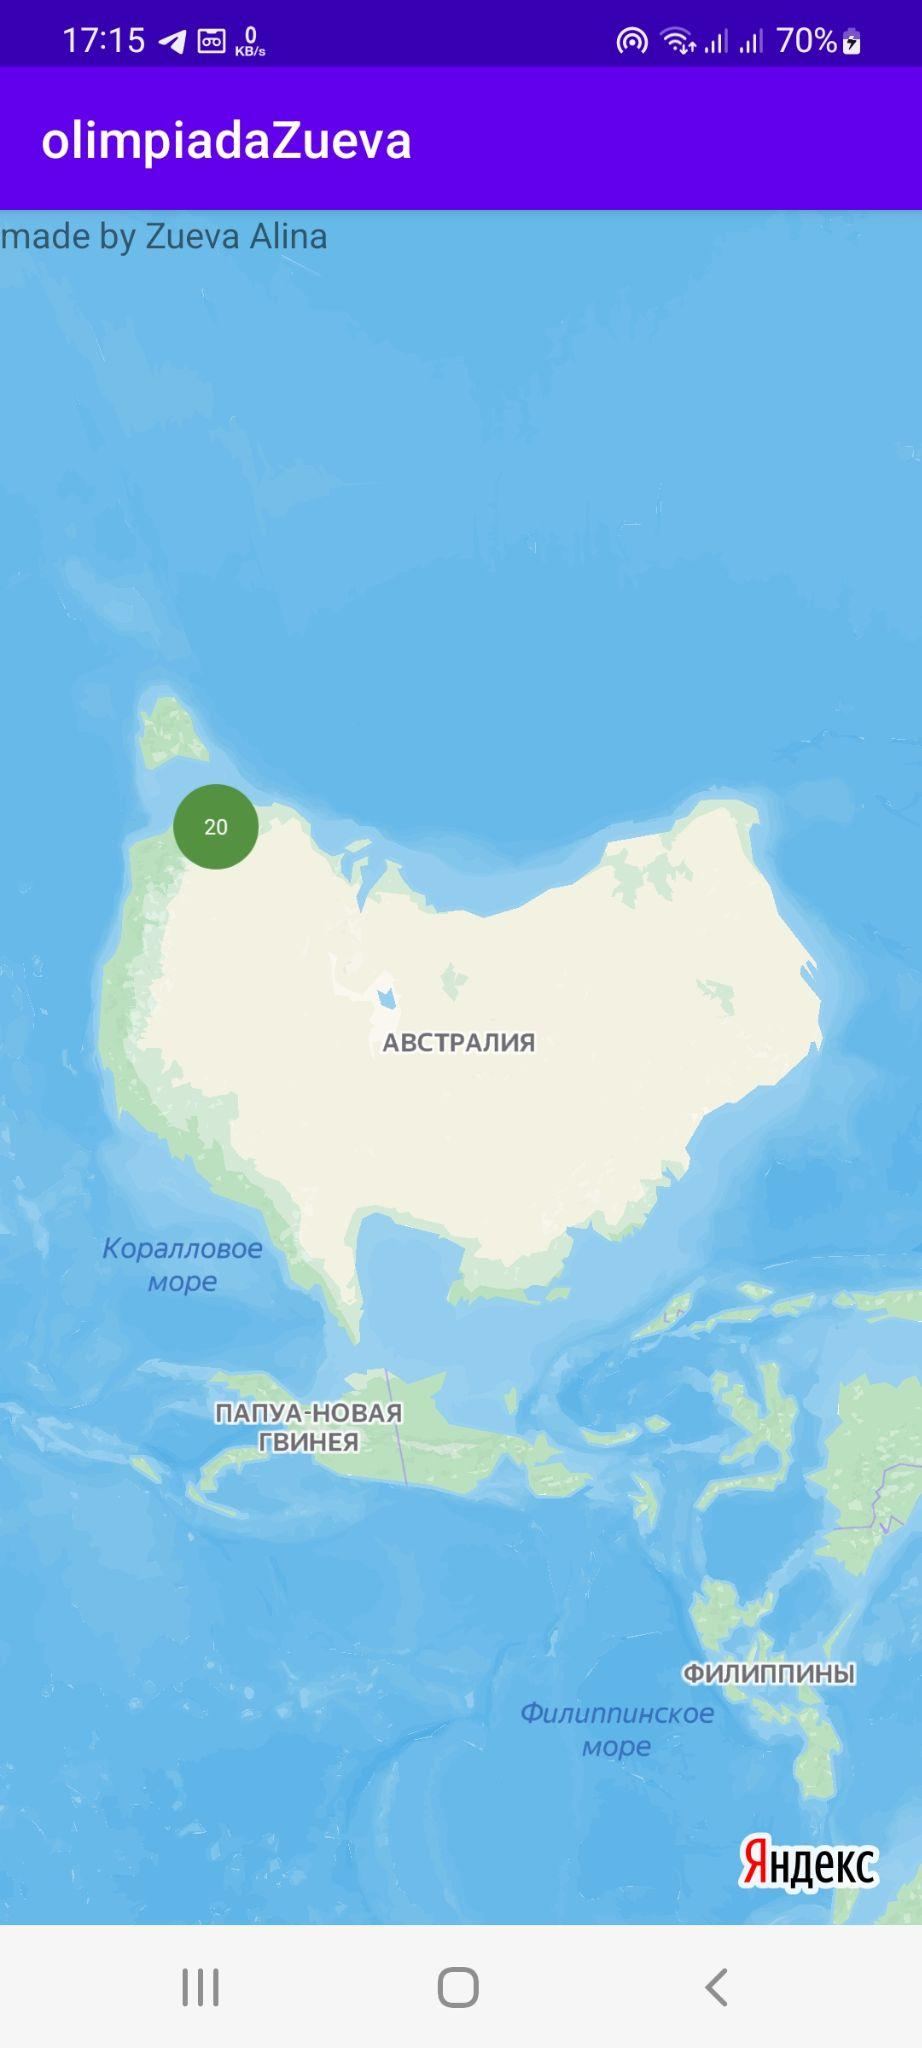 17:15 0 KB/s 70%
olimpiadaZueva
made by Zueva Alina
20
АВСТРАЛИЯ
Коралловое
море
ПАПУА-НОВАЯ
ГВИНЕЯ
ФИЛИППИНЫ
Филиппинское
море
Яндекс